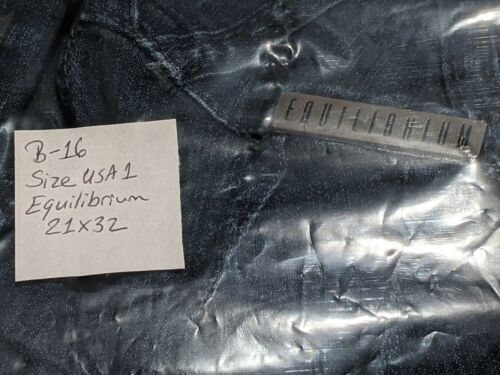 B-16
Size USA 1
Equilibrium
21x32
EQUILIBRIUM